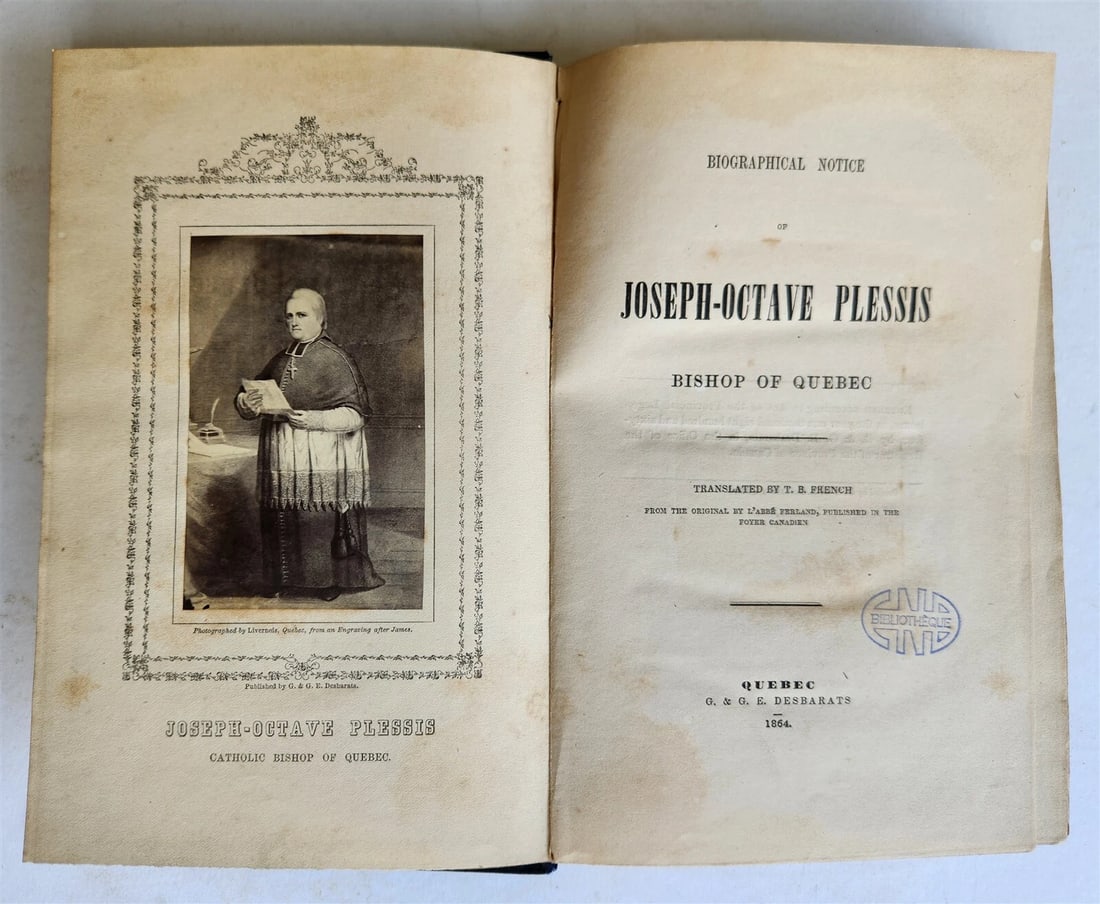 Photographed by Livernois, Quebec, from an Engraving after James.
Published by G. & G. E. Desbarats.
JOSEPH-OCTAVE PLESSIS
CATHOLIC BISHOP OF QUEBEC.
BIOGRAPHICAL NOTICE
OF
JOSEPH-OCTAVE PLESSIS
BISHOP OF QUEBEC
TRANSLATED BY T. B. FRENCH
FROM THE ORIGINAL BY L'ABBÉ FERLAND, PUBLISHED IN THE
FOYER CANADIEN
BIBLIOTHÈQUE
QUEBEC
G. & G. E. DESBARATS
1864.